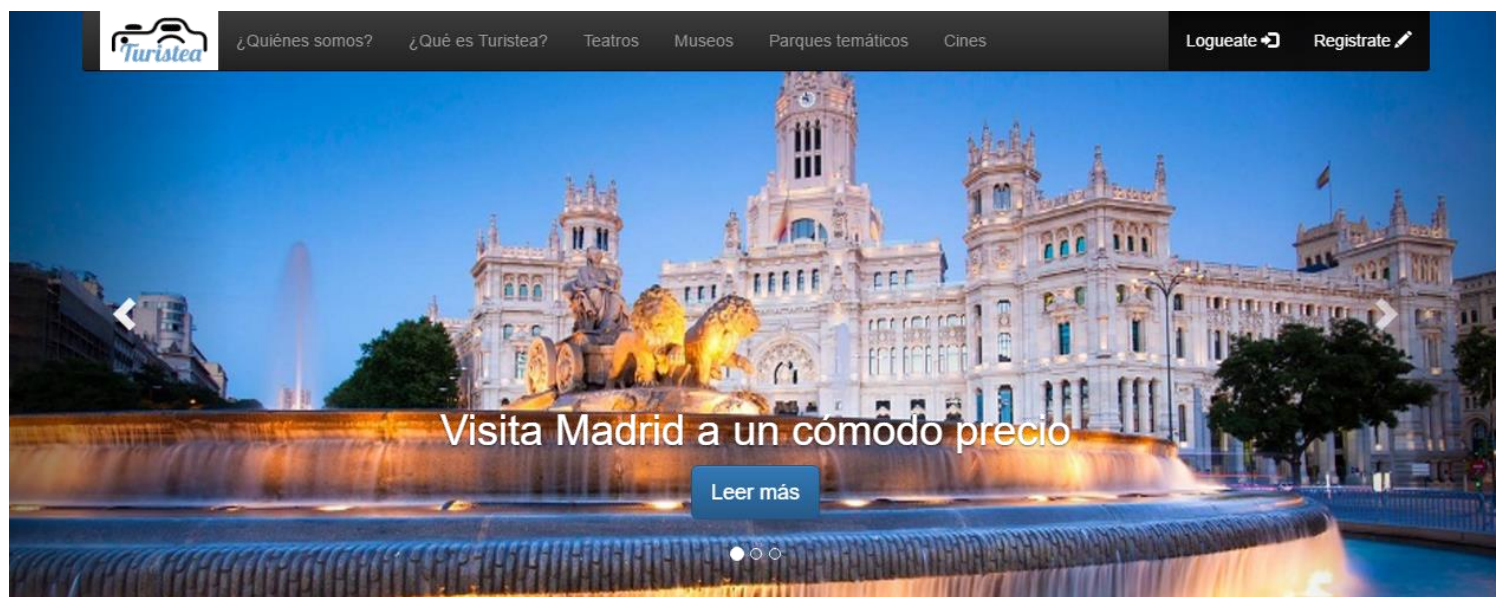 Turistea
¿Quiénes somos?
¿Qué es Turistea?
Teatros
Museos
Parques temáticos
Cines
Logueate
Registrate
Visita Madrid a un cómodo precio
Leer más